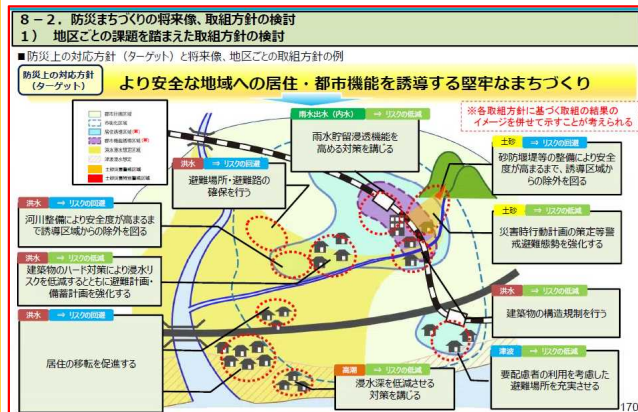 8－2．防災まちづくりの将来像、取組方針の検討
1） 地区ごとの課題を踏まえた取組方針の検討
■防災上の対応方針（ターゲット）と将来像、地区ごとの取組方針の例
防災上の対応方針
（ターゲット）
より安全な地域への居住・都市機能を誘導する堅牢なまちづくり
※各取組方針に基づく取組の結果の
イメージを併せて示すことが考えられる
雨水出水（内水） ⇒ リスクの低減
雨水貯留浸透機能を
高める対策を講じる
土砂 ⇒ リスクの回避
砂防堰堤等の整備により安全
度が高まるまで、誘導区域か
らの除外を図る
洪水 ⇒ リスクの回避
避難場所・避難路の
確保を行う
洪水 ⇒ リスクの回避
河川整備により安全度が高まるま
で誘導区域からの除外を図る
土砂 ⇒ リスクの低減
災害時行動計画の策定等警
戒避難態勢を強化する
洪水 ⇒ リスクの低減
建築物のハード対策により浸水リ
スクを低減するとともに避難計画・
備蓄計画を強化する
洪水 ⇒ リスクの低減
建築物の構造規制を行う
洪水 ⇒ リスクの回避
居住の移転を促進する
高潮 ⇒ リスクの低減
浸水深を低減させる
対策を講じる
津波 ⇒ リスクの低減
要配慮者の利用を考慮した
避難場所を充実させる
170